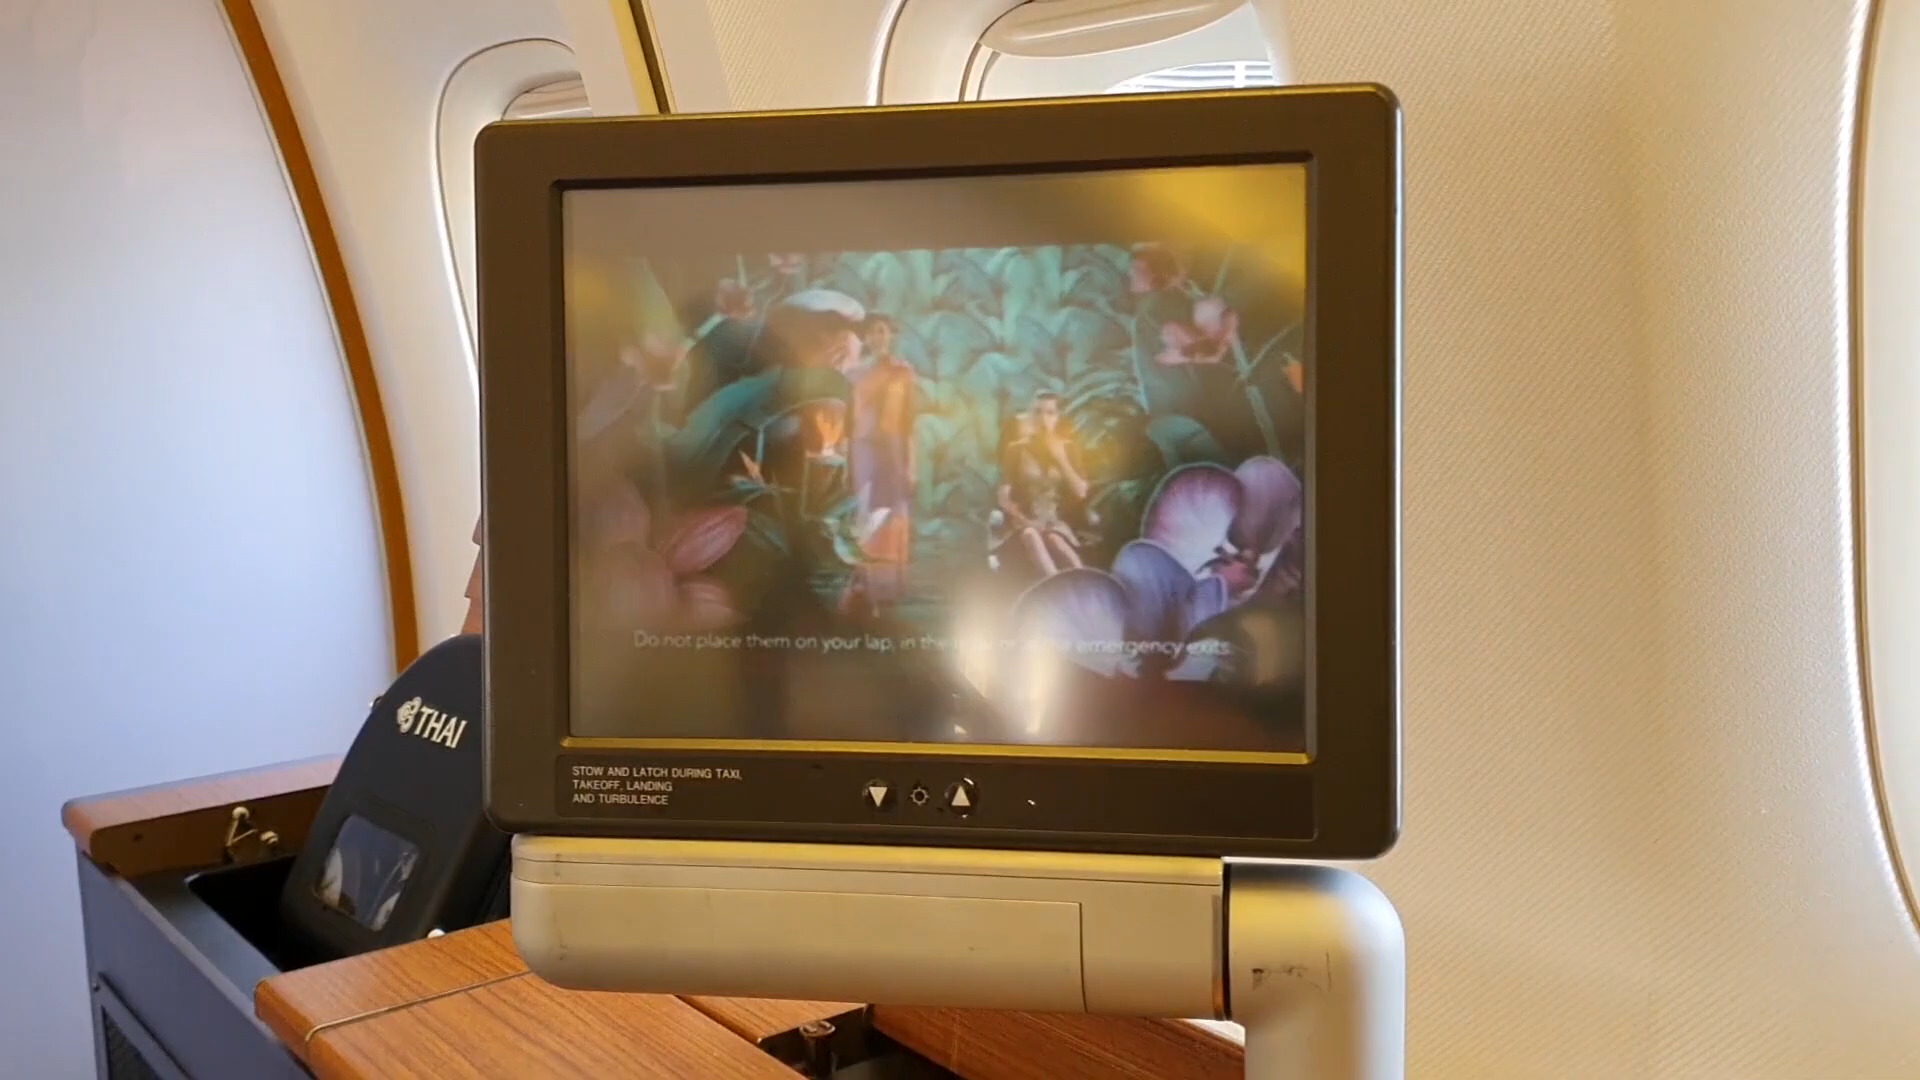 Do not place them on your lap, in the emergency exits.
THAI
STOW AND LATCH DURING TAXI,
TAKEOFF, LANDING
AND TURBULENCE